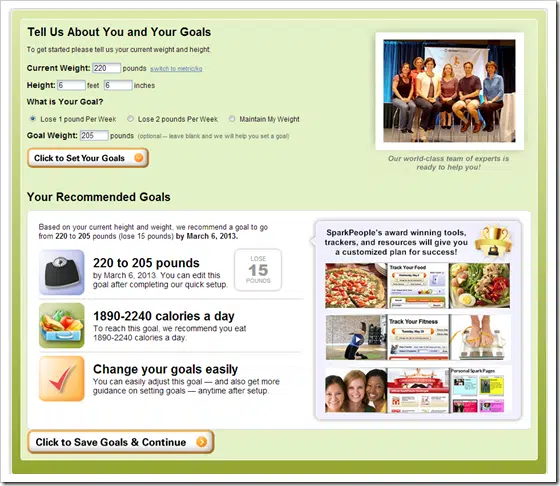 Tell Us About You and Your Goals
To get started please tell us your current weight and height:
Current Weight: 220 pounds switch to metric/kg
Height: 6 feet 6 inches
What is Your Goal?
Lose 1 pound Per Week Lose 2 pounds Per Week Maintain My Weight
Goal Weight: 205 pounds (optional -- leave blank and we will help you set a goal)
Click to Set Your Goals
Our world-class team of experts is
ready to help you!
Your Recommended Goals
Based on your current height and weight, we recommend a goal to go
from 220 to 205 pounds (lose 15 pounds) by March 6, 2013.
220 to 205 pounds
by March 6, 2013. You can edit this
goal after completing our quick setup.
LOSE
15
POUNDS
1890-2240 calories a day
To reach this goal, we recommend you eat
1890-2240 calories a day.
Change your goals easily
You can easily adjust this goal — and also get more
guidance on setting goals — anytime after setup.
SparkPeople's award winning tools,
trackers, and resources will give you
a customized plan for success!
Track Your Food
Track Your Fitness
Personal Spark Pages
Click to Save Goals & Continue